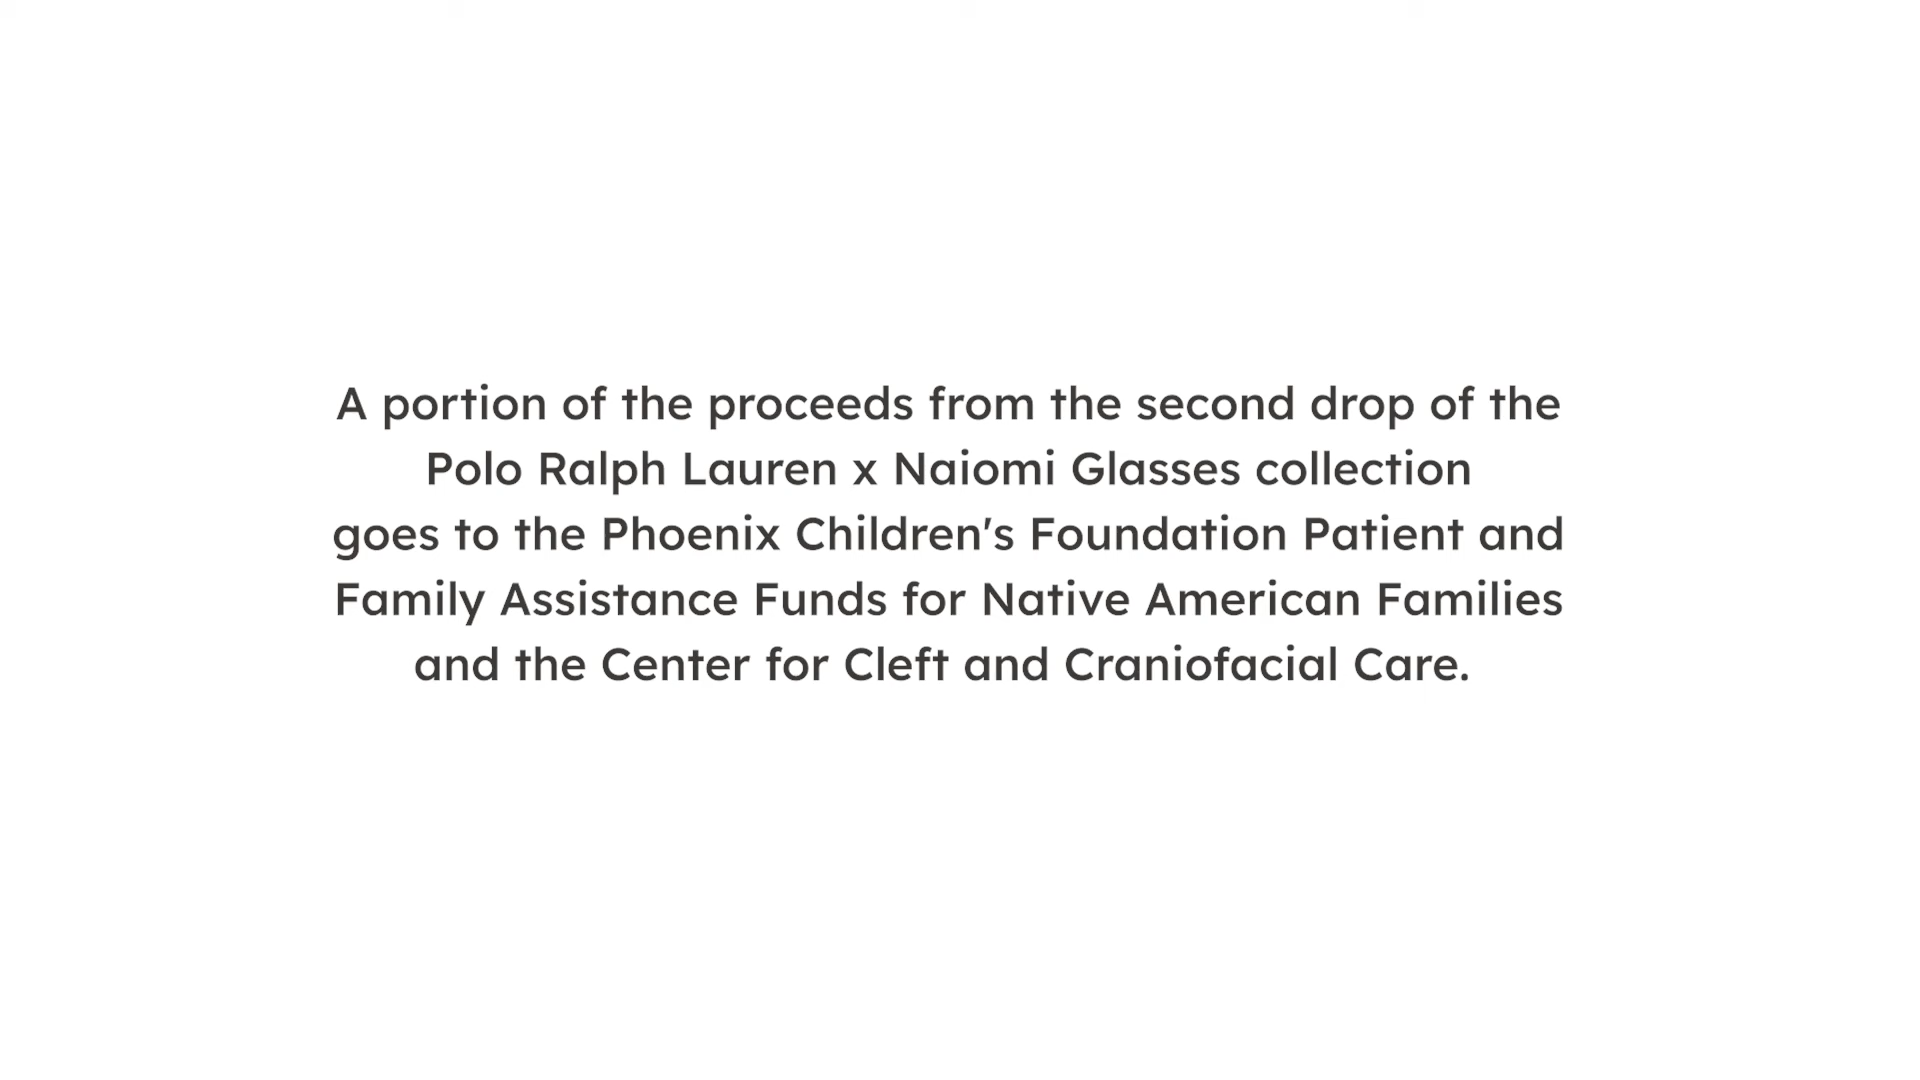 A portion of the proceeds from the second drop of the
Polo Ralph Lauren x Naiomi Glasses collection
goes to the Phoenix Children's Foundation Patient and
Family Assistance Funds for Native American Families
and the Center for Cleft and Craniofacial Care.